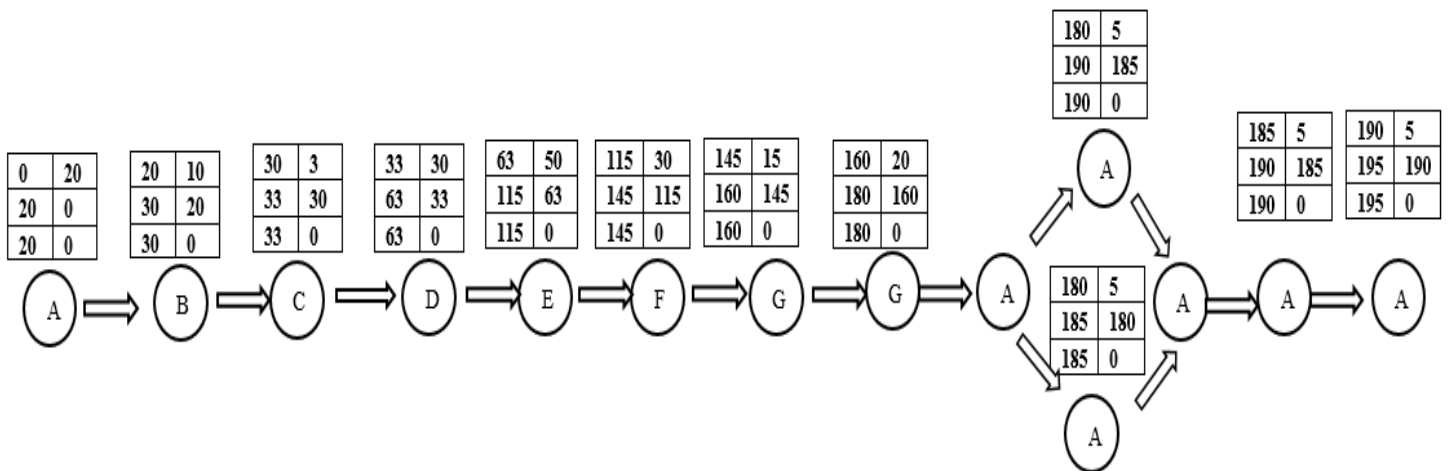 180 5
190 185
190 0
0 20
20 0
20 0
20 10
30 20
30 0
30 3
33 30
33 0
33 30
63 33
63 0
63 50
115 63
115 0
115 30
145 115
145 0
145 15
160 145
160 0
160 20
180 160
180 0
185 5
190 185
190 0
190 5
195 190
195 0
A
180 5
185 180
185 0
A
B
C
D
E
F
G
G
A
A
A
A
A